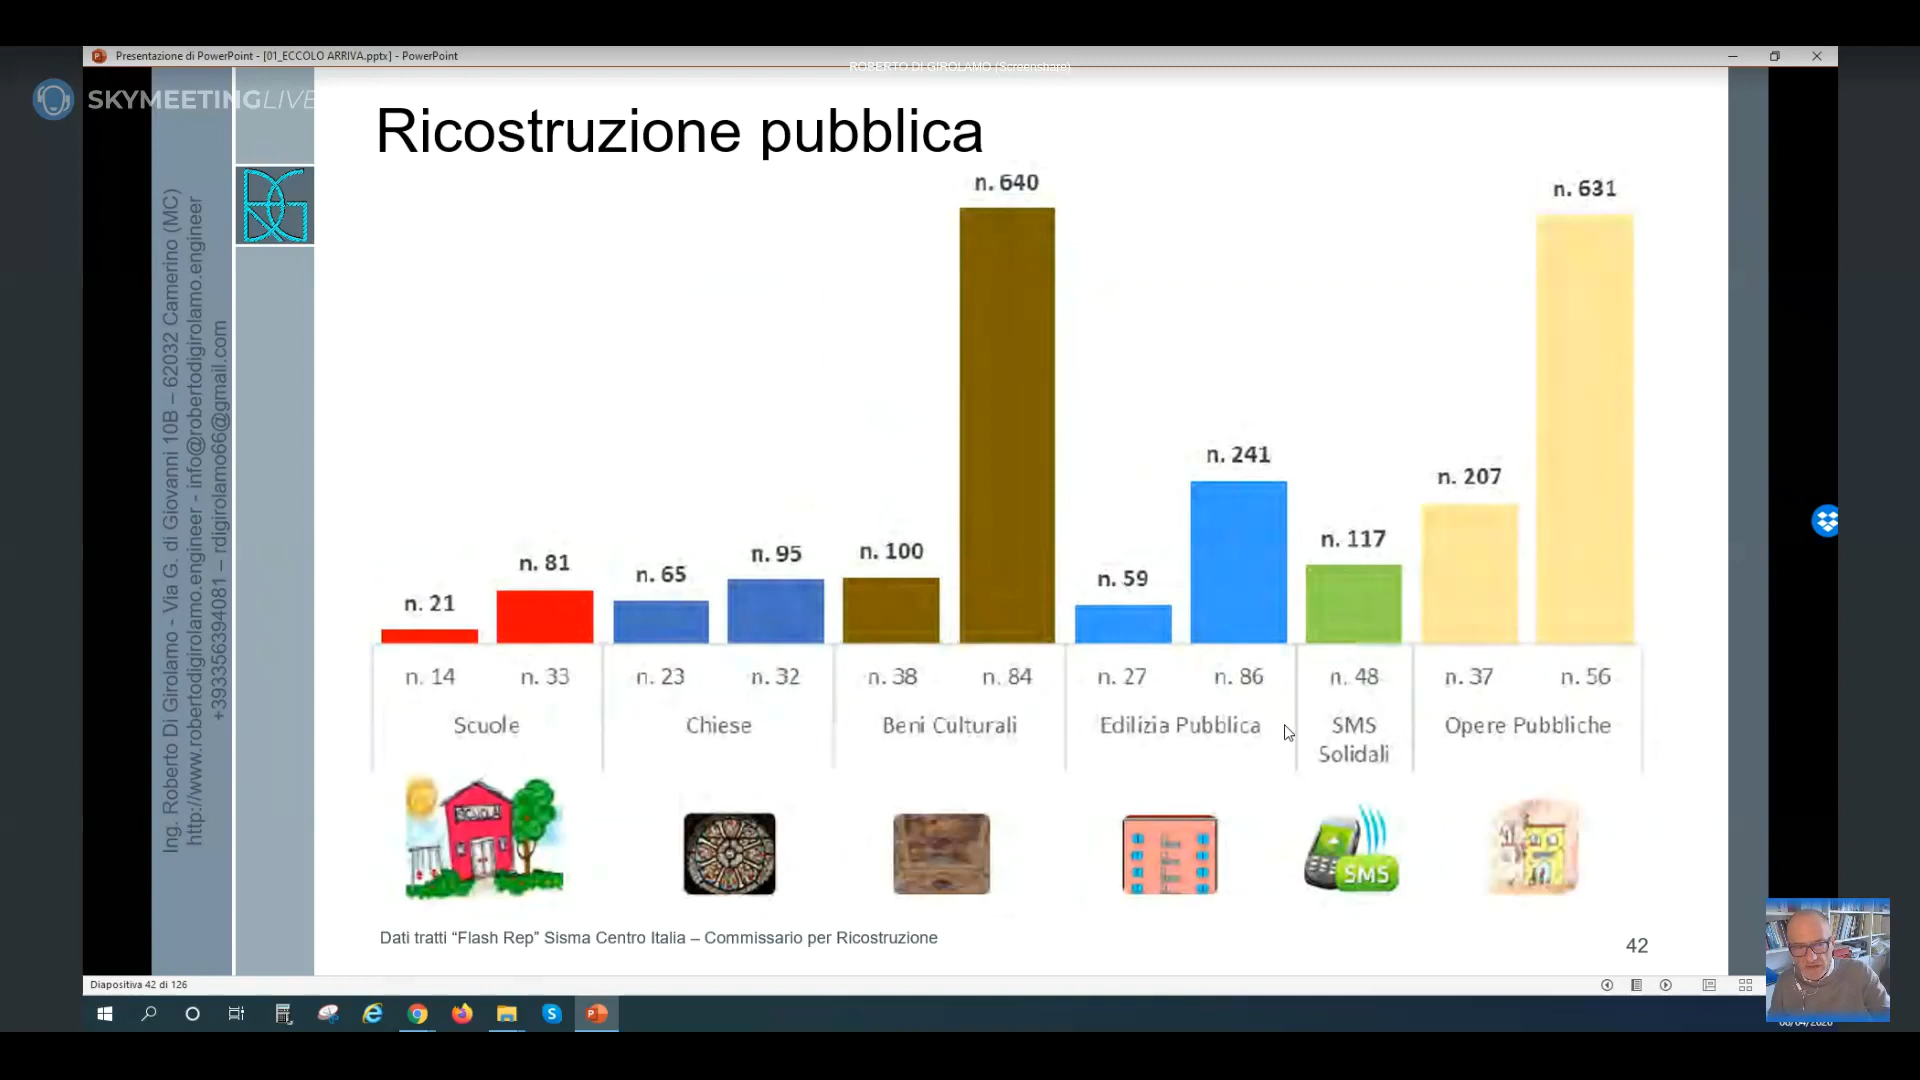 Presentazione di PowerPoint - [01_ECCOLO ARRIVA.pptx] - PowerPoint
ROBERTO DI GIROLAMO (Screenshare)
SKYMEETINGLIVE
Ing. Roberto Di Girolamo - Via G. di Giovanni 10B – 62032 Camerino (MC)
http://www.robertodigirolamo.engineer - info@robertodigirolamo.engineer
+393356394081 – rdigirolamo66@gmail.com
Ricostruzione pubblica
n. 640
n. 631
n. 241
n. 207
n. 117
n. 100
n. 95
n. 81
n. 65
n. 59
n. 21
n. 14 n. 33 n. 23 n. 32 n. 38 n. 84 n. 27 n. 86 n. 48 n. 37 n. 56
Scuole Chiese Beni Culturali Edilizia Pubblica SMS Opere Pubbliche
Solidali
SCUOLA
SMS
Dati tratti “Flash Rep” Sisma Centro Italia – Commissario per Ricostruzione
42
Diapositiva 42 di 126